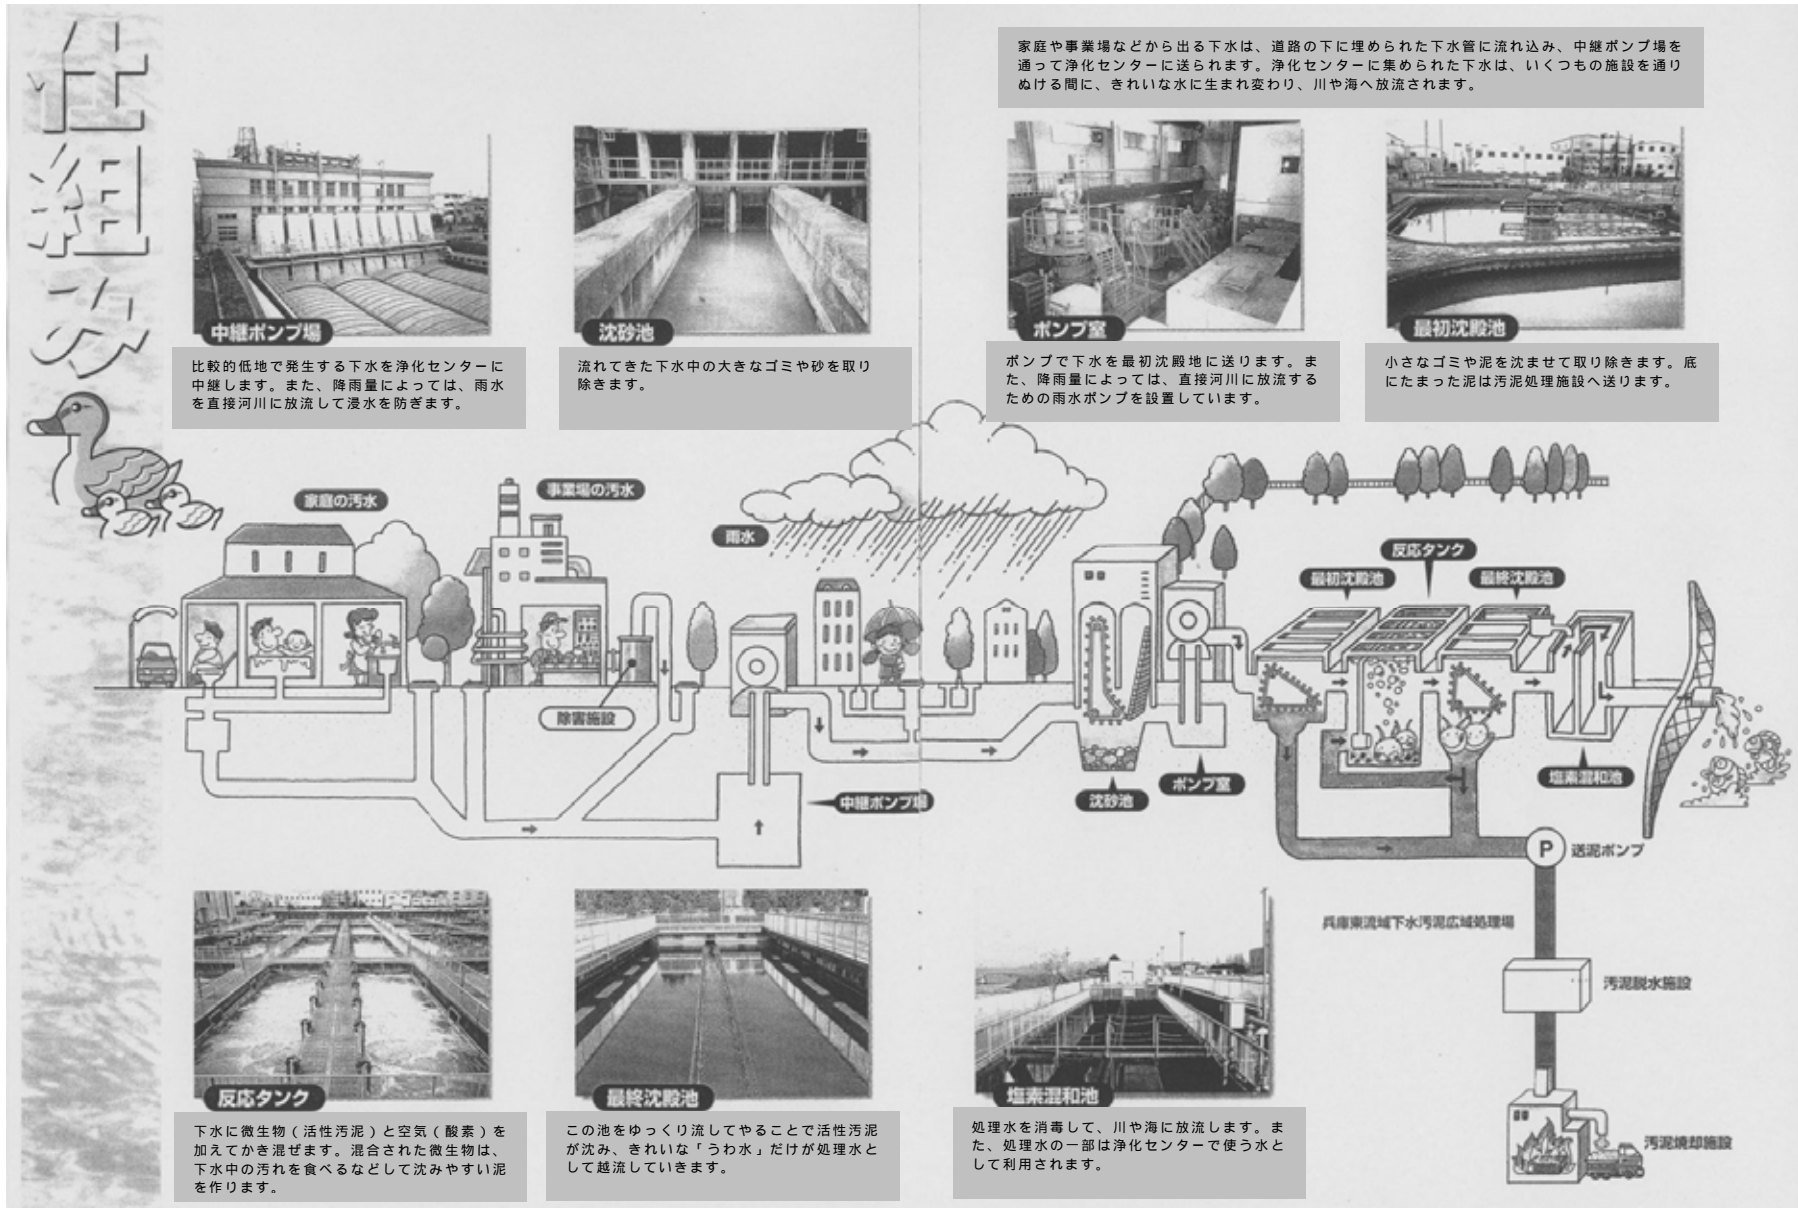 仕組み
家庭や事業場などから出る下水は、道路の下に埋められた下水管に流れ込み、中継ポンプ場を
通って浄化センターに送られます。浄化センターに集められた下水は、いくつもの施設を通り
ぬける間に、きれいな水に生まれ変わり、川や海へ放流されます。
中継ポンプ場
比較的低地で発生する下水を浄化センターに
中継します。また、降雨量によっては、雨水
を直接河川に放流して浸水を防ぎます。
沈砂池
流れてきた下水中の大きなゴミや砂を取り
除きます。
ポンプ室
ポンプで下水を最初沈殿地に送ります。ま
た、降雨量によっては、直接河川に放流する
ための雨水ポンプを設置しています。
最初沈殿池
小さなゴミや泥を沈ませて取り除きます。底
にたまった泥は汚泥処理施設へ送ります。
家庭の汚水
事業場の汚水
雨水
反応タンク
最初沈殿池
最終沈殿池
除害施設
中継ポンプ場
沈砂池
ポンプ室
塩素混和池
P
送泥ポンプ
兵庫東流域下水汚泥広域処理場
汚泥脱水施設
汚泥焼却施設
反応タンク
下水に微生物(活性汚泥)と空気(酸素)を
加えてかき混ぜます。混合された微生物は、
下水中の汚れを食べるなどして沈みやすい泥
を作ります。
最終沈殿池
この池をゆっくり流してやることで活性汚泥
が沈み、きれいな「うわ水」だけが処理水と
して越流していきます。
塩素混和池
処理水を消毒して、川や海に放流します。ま
た、処理水の一部は浄化センターで使う水と
して利用されます。